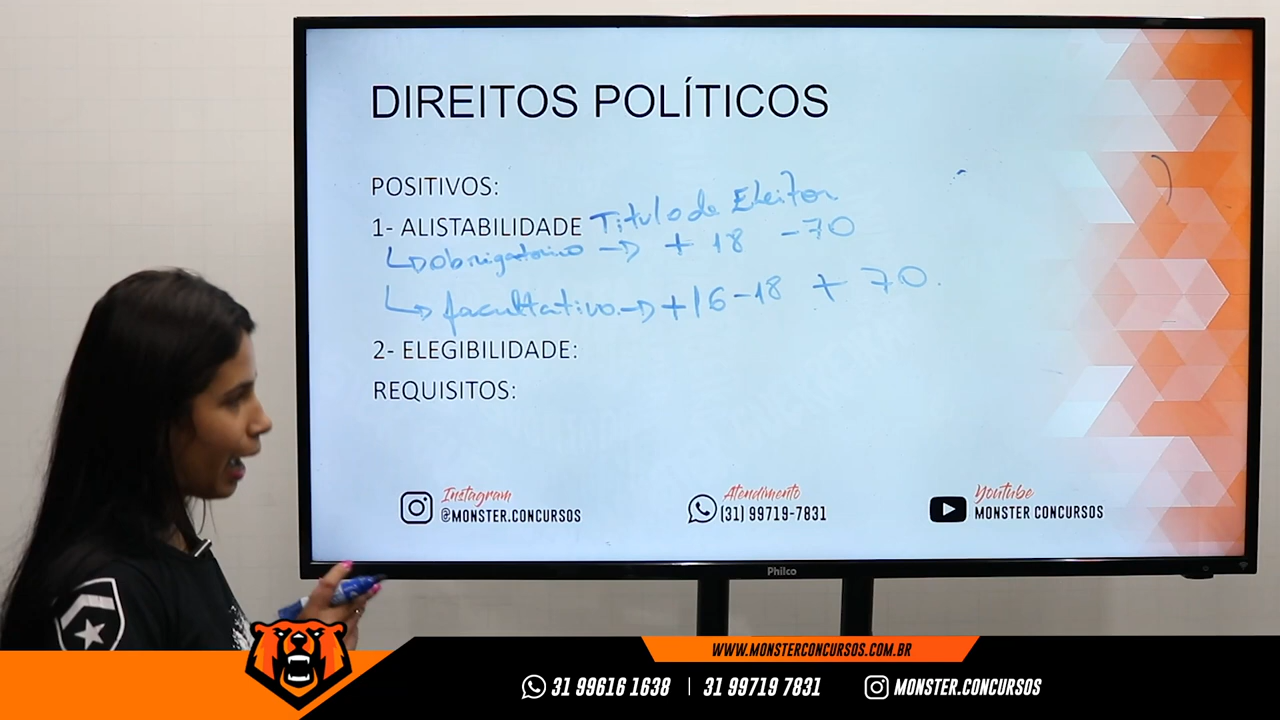 DIREITOS POLÍTICOS
POSITIVOS:
1- ALISTABILIDADE Titulo de Eleitor
↳obrigatorio → + 18 - 70
↳ facultativo → +16-18 + 70.
2- ELEGIBILIDADE:
REQUISITOS:
Instagram
@MONSTER.CONCURSOS
Atendimento
(31) 99719-7831
Youtube
MONSTER CONCURSOS
Philco
WWW.MONSTERCONCURSOS.COM.BR
31 99616 1638 | 31 99719 7831 MONSTER.CONCURSOS